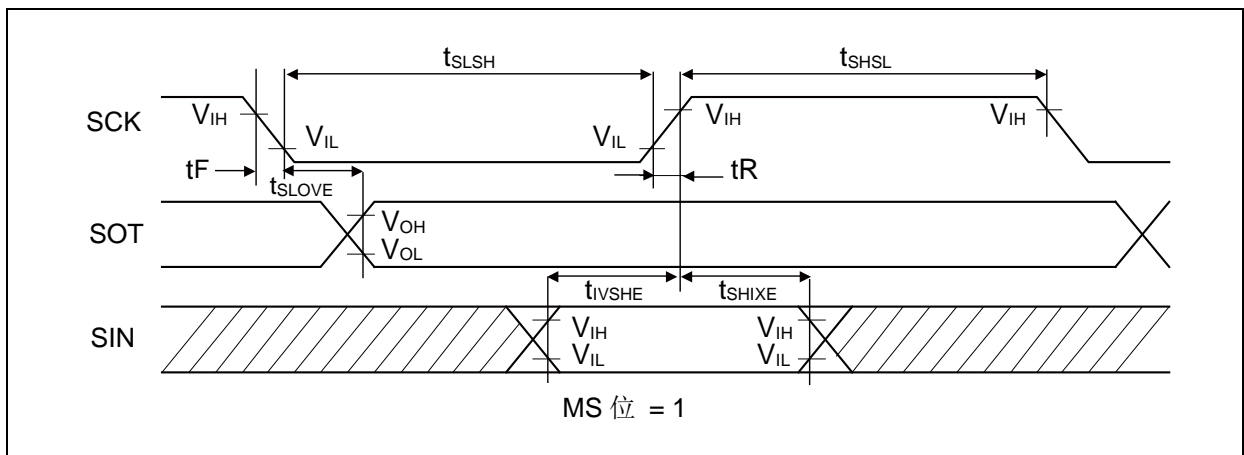 tSLSH tSHSL
SCK VIH VIL VIL VIH VIH
tF tSLOVE tR
SOT VOH
VOL
tIVSHE tSHIXE
SIN VIH VIH
VIL VIL
MS 位 = 1